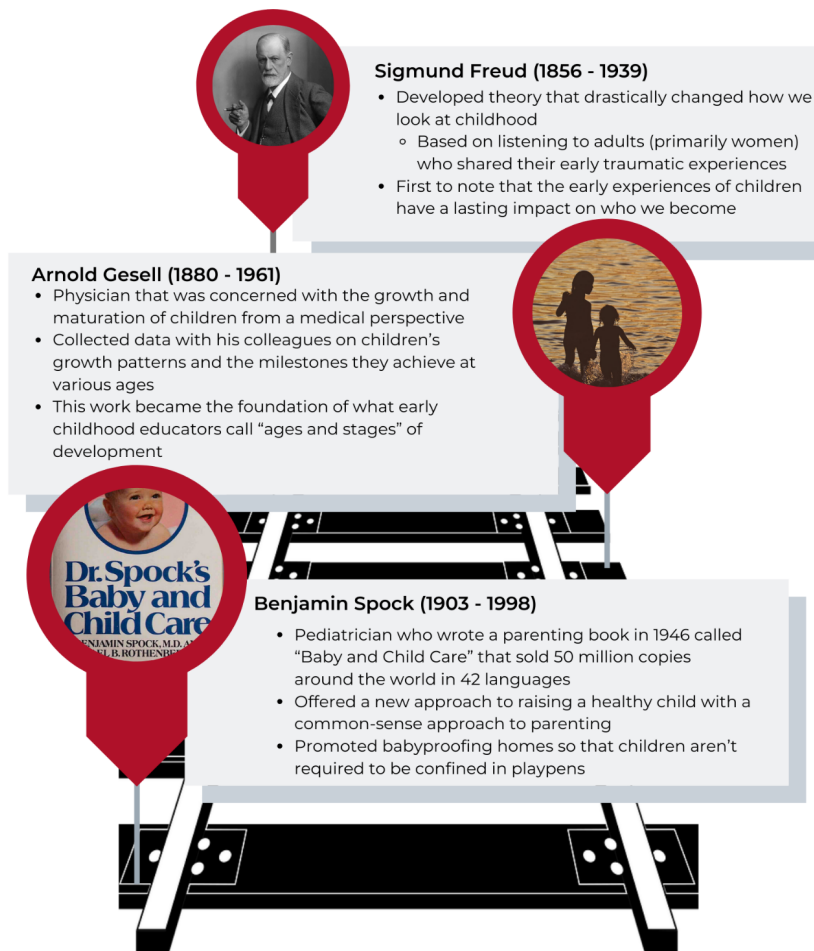 Sigmund Freud (1856 - 1939)
• Developed theory that drastically changed how we
look at childhood
◦ Based on listening to adults (primarily women)
who shared their early traumatic experiences
• First to note that the early experiences of children
have a lasting impact on who we become
Arnold Gesell (1880 - 1961)
• Physician that was concerned with the growth and
maturation of children from a medical perspective
• Collected data with his colleagues on children’s
growth patterns and the milestones they achieve at
various ages
• This work became the foundation of what early
childhood educators call “ages and stages” of
development
Dr. Spock's
Baby and
Child Care
BENJAMIN SPOCK, M.D.
Benjamin Spock (1903 - 1998)
• Pediatrician who wrote a parenting book in 1946 called
“Baby and Child Care” that sold 50 million copies
around the world in 42 languages
• Offered a new approach to raising a healthy child with a
common-sense approach to parenting
• Promoted babyproofing homes so that children aren’t
required to be confined in playpens